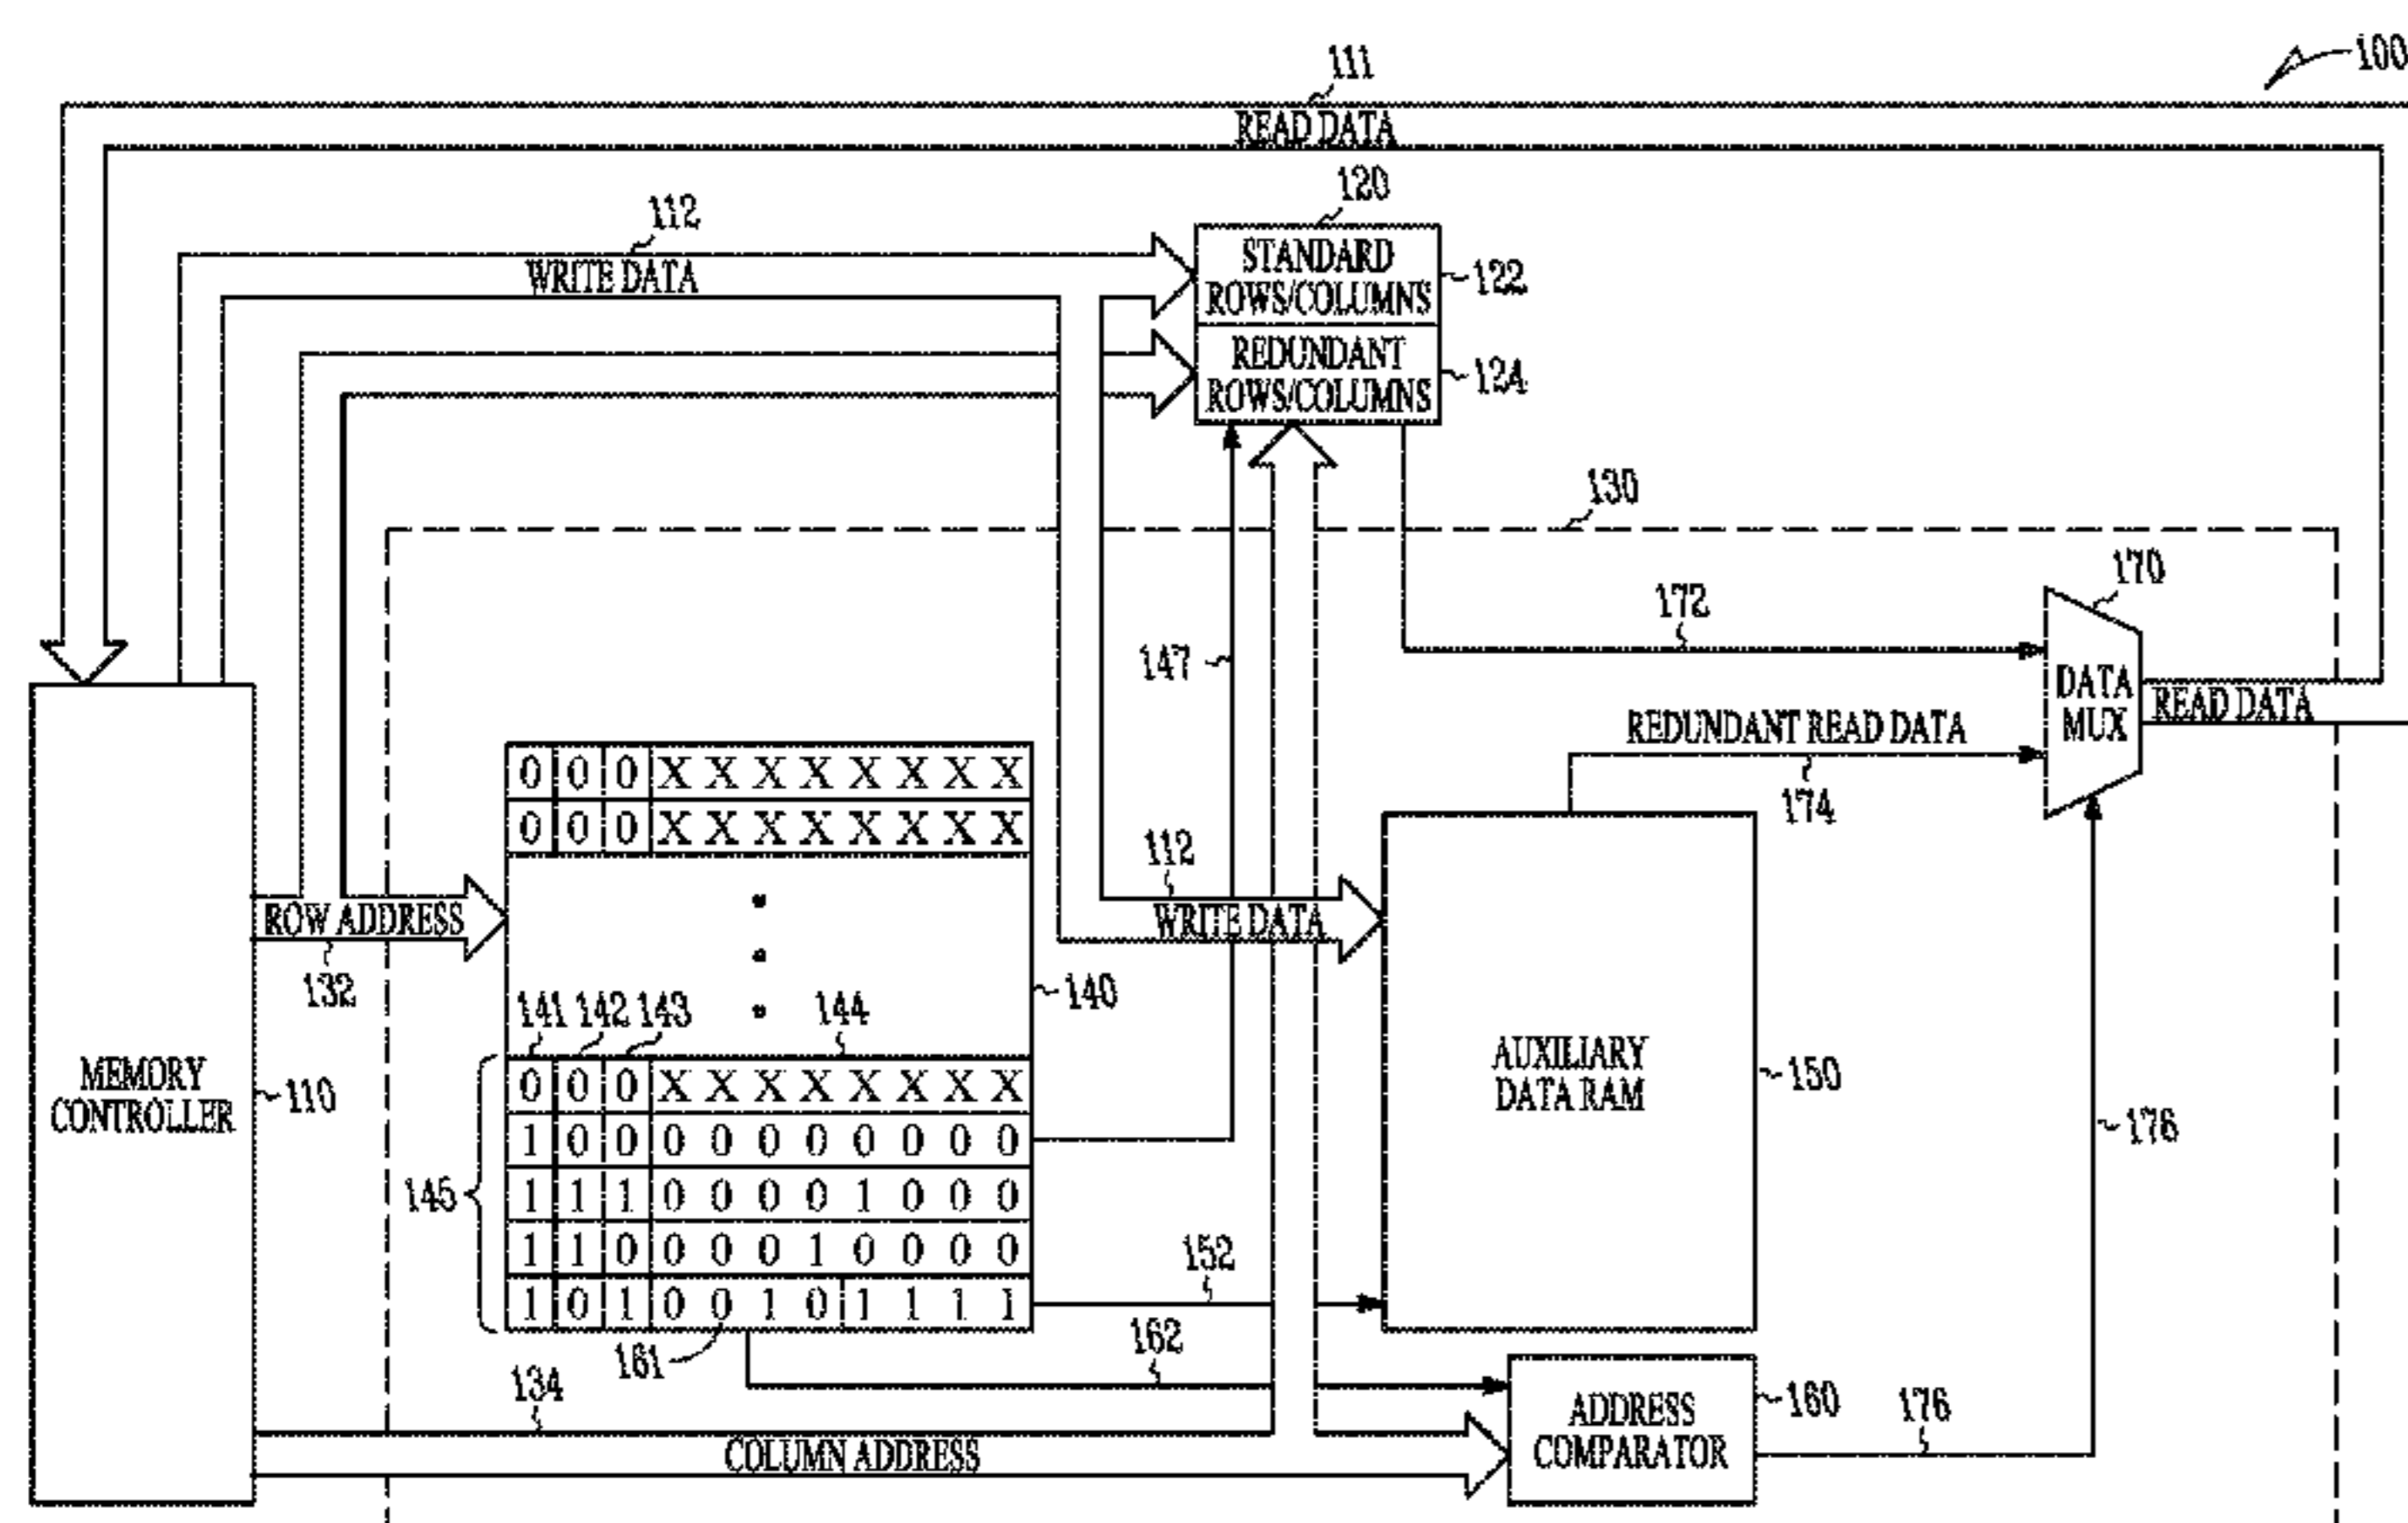 100
111
READ DATA
120
112
WRITE DATA
STANDARD
ROWS/COLUMNS
122
REDUNDANT
ROWS/COLUMNS
124
130
170
172
147
DATA
MUX
READ DATA
REDUNDANT READ DATA
174
0 0 0 X X X X X X X X
0 0 0 X X X X X X X X
112
WRITE DATA
ROW ADDRESS
132
140
141 142 143 144
MEMORY
CONTROLLER
110
AUXILIARY
DATA RAM
150
176
145
0 0 0 X X X X X X X X
1 0 0 0 0 0 0 0 0 0 0
1 1 1 0 0 0 0 1 0 0 0
1 1 0 0 0 0 1 0 0 0 0
1 0 1 0 0 1 0 1 1 1 1
152
161
162
134
COLUMN ADDRESS
ADDRESS
COMPARATOR
160
176